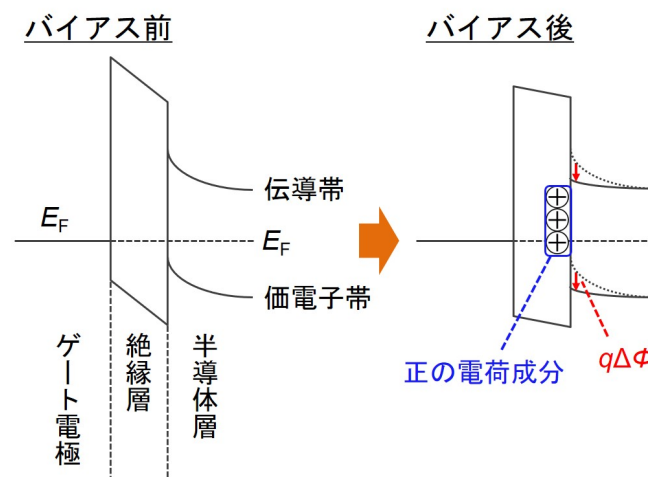 バイアス前
バイアス後
伝導帯
EF
EF
価電子帯
ゲート電極
絶縁層
半導体層
+
+
+
正の電荷成分
qΔΦ